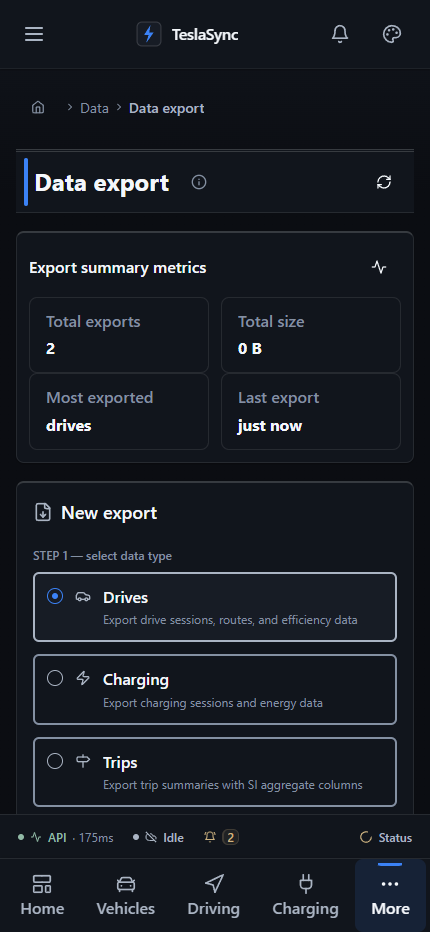 TeslaSync
Data
Data export
Data export
Export summary metrics
Total exports
2
Total size
0 B
Most exported
drives
Last export
just now
New export
STEP 1 — select data type
Drives
Export drive sessions, routes, and efficiency data
Charging
Export charging sessions and energy data
Trips
Export trip summaries with SI aggregate columns
API · 175ms
Idle
2
Status
Home
Vehicles
Driving
Charging
More